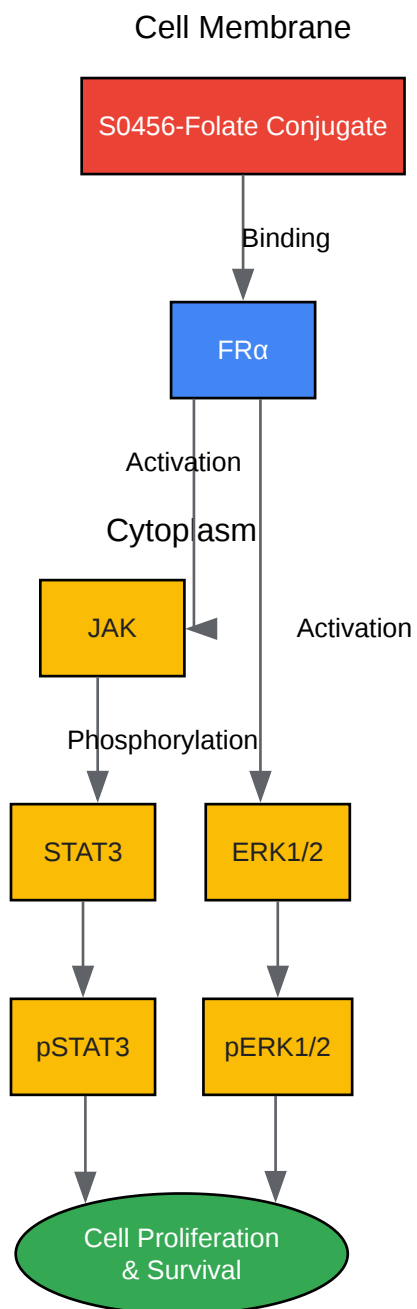 Cell Membrane
S0456-Folate Conjugate
Binding
FRα
Activation
Cytoplasm
JAK
Activation
Phosphorylation
STAT3
ERK1/2
pSTAT3
pERK1/2
Cell Proliferation
& Survival